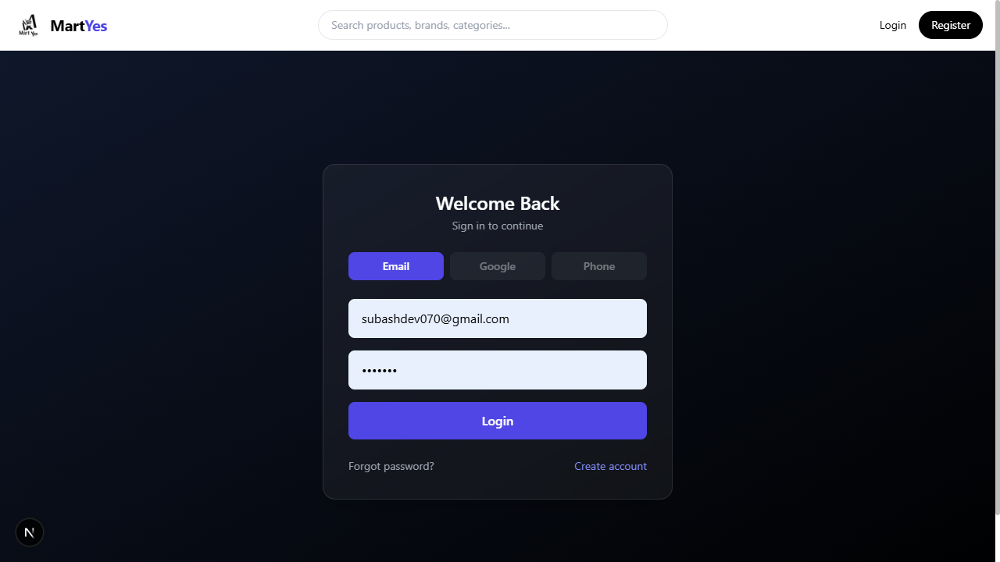 Mart Yes
MartYes
Search products, brands, categories...
Login
Register
Welcome Back
Sign in to continue
Email
Google
Phone
subashdev070@gmail.com
•••••••
Login
Forgot password?
Create account
N